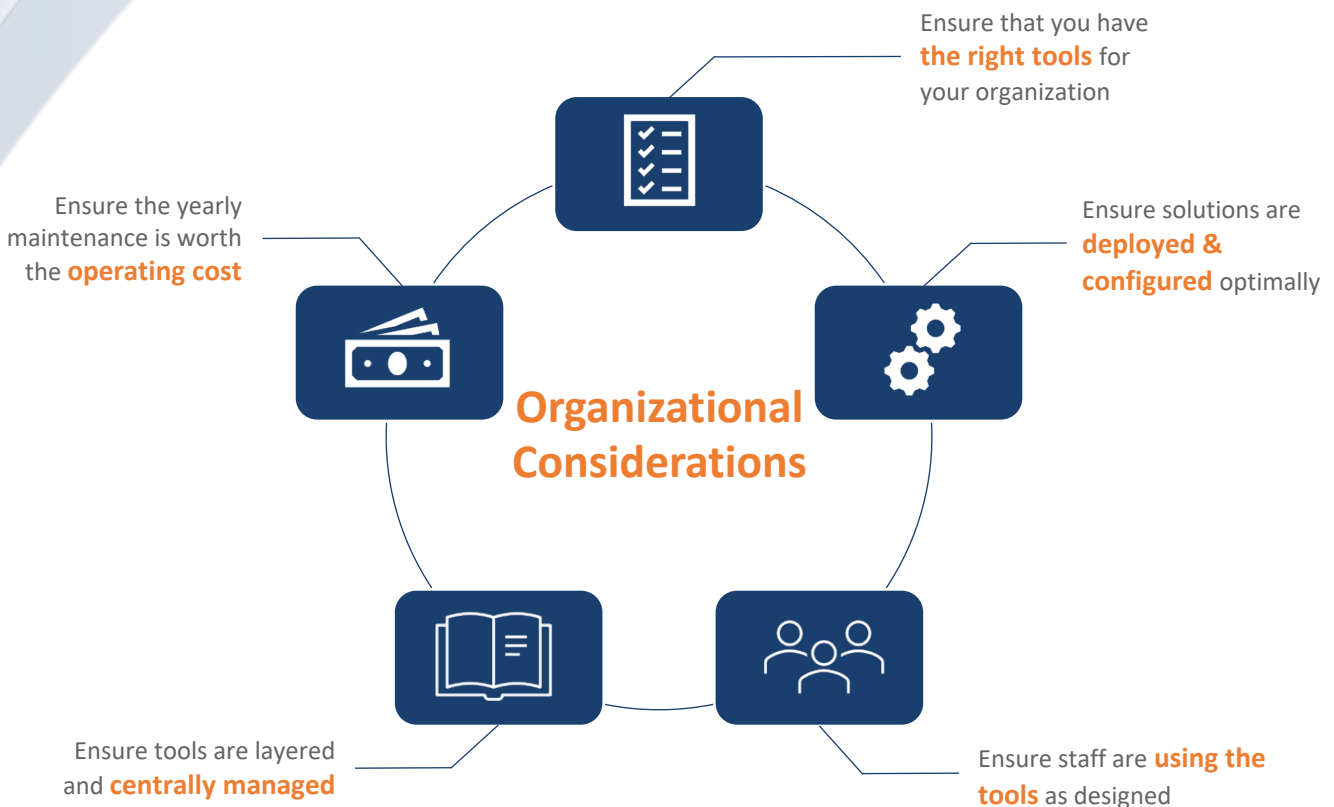 Ensure that you have
the right tools for
your organization
Ensure the yearly
maintenance is worth
the operating cost
Ensure solutions are
deployed &
configured optimally
Organizational
Considerations
Ensure tools are layered
and centrally managed
Ensure staff are using the
tools as designed